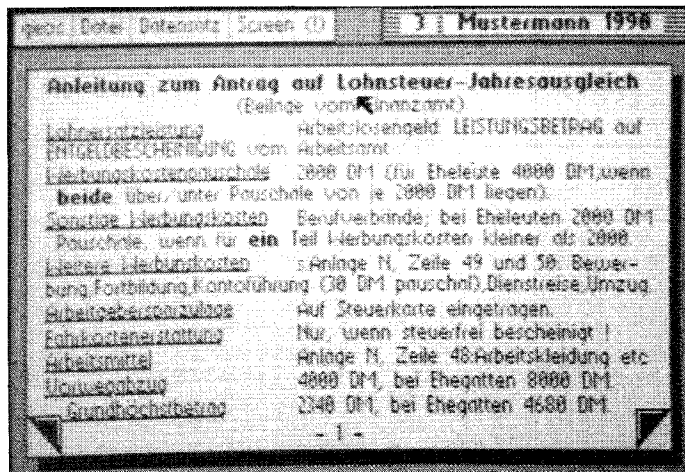 geos Datei Datensatz Screen (1) 3 Mustermann 1998
Anleitung zum Antrag auf Lohnsteuer-Jahresausgleich
(Beilage vom Finanzamt)
Lohnersatzleistung Arbeitslosengeld LEISTUNGSBETRAG auf
ENTGELDBESCHEINIGUNG vom Arbeitsamt
Werbungskostenpauschale 2000 DM (für Eheleute 4000 DM,wenn
beide über/unter Pauschale von je 2000 DM liegen).
Sonstige Werbungskosten Berufverbände; bei Eheleuten 2000 DM
Pauschale, wenn für ein Teil Werbungskosten kleiner als 2000.
Weitere Werbundkosten s.Anlage N, Zeile 49 und 50: Bewer-
bung,Fortbildung,Kontoführung (30 DM pauschal),Dienstreise,Umzug
Arbeitgebersparzulage Auf Steuerkarte eingetragen.
Fahrkostenerstattung Nur, wenn steuerfrei bescheinigt !
Arbeitsmittel Anlage N, Zeile 48:Arbeitskleidung etc
Vorwegabzug 4000 DM, bei Ehegatten 8000 DM.
Grundhöchstbetrag 2340 DM, bei Ehegatten 4680 DM.
- 1 -